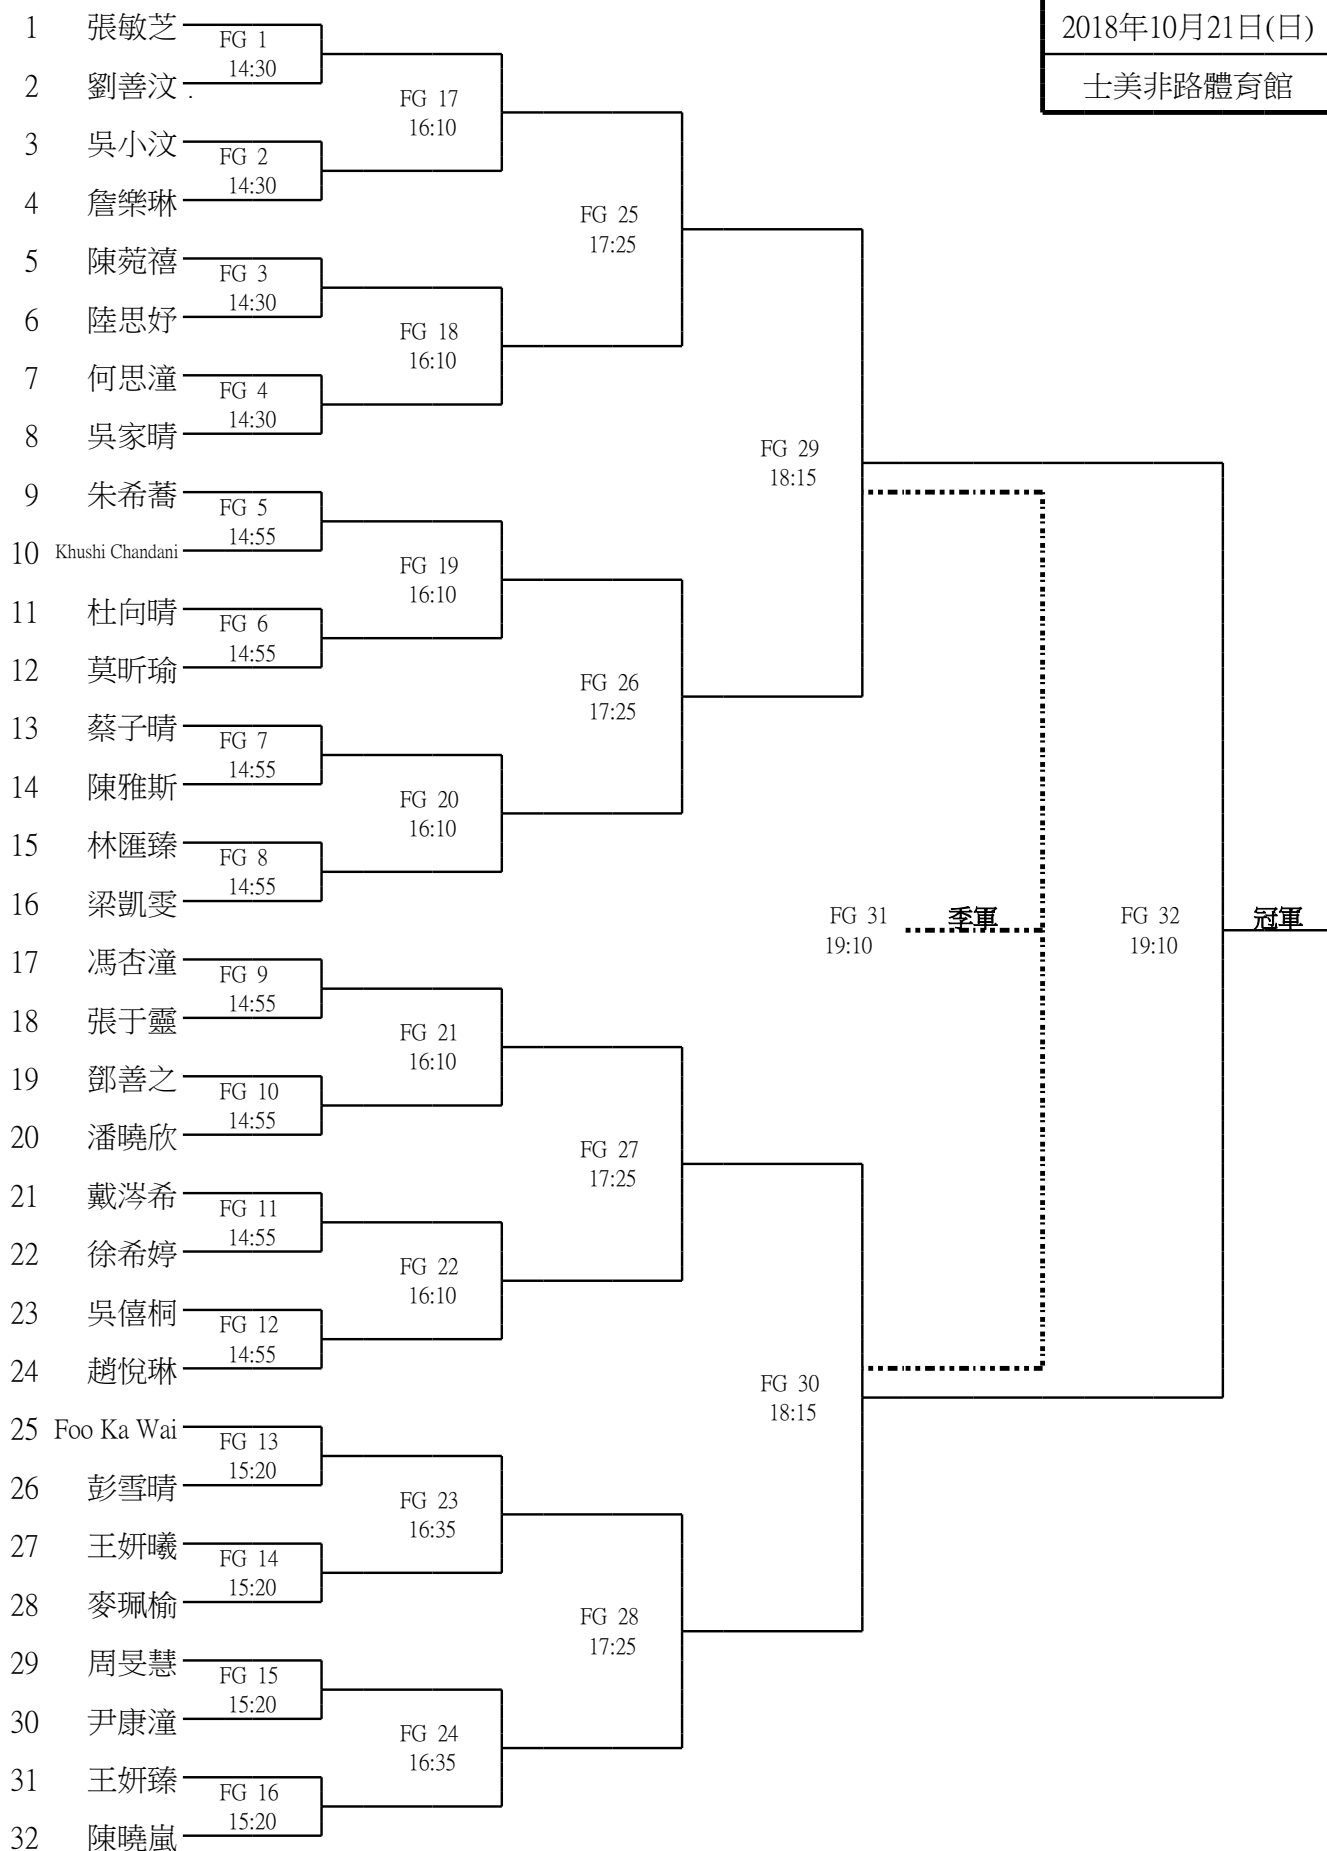 2018年10月21日(日)
士美非路體育館
1 張敏芝
FG 1
14:30
2 劉善汶 .
FG 17
16:10
3 吳小汶
FG 2
14:30
4 詹樂琳
FG 25
17:25
5 陳菀禧
FG 3
14:30
6 陸思妤
FG 18
16:10
7 何思潼
FG 4
14:30
8 吳家晴
FG 29
18:15
9 朱希蕎
FG 5
14:55
10 Khushi Chandani
FG 19
16:10
11 杜向晴
FG 6
14:55
12 莫昕瑜
FG 26
17:25
13 蔡子晴
FG 7
14:55
14 陳雅斯
FG 20
16:10
15 林匯臻
FG 8
14:55
16 梁凱雯
FG 31
19:10
季軍
FG 32
19:10
冠軍
17 馮杏潼
FG 9
14:55
18 張于靈
FG 21
16:10
19 鄧善之
FG 10
14:55
20 潘曉欣
FG 27
17:25
21 戴涔希
FG 11
14:55
22 徐希婷
FG 22
16:10
23 吳僖桐
FG 12
14:55
24 趙悅琳
FG 30
18:15
25 Foo Ka Wai
FG 13
15:20
26 彭雪晴
FG 23
16:35
27 王妍曦
FG 14
15:20
28 麥珮榆
FG 28
17:25
29 周旻慧
FG 15
15:20
30 尹康潼
FG 24
16:35
31 王妍臻
FG 16
15:20
32 陳曉嵐